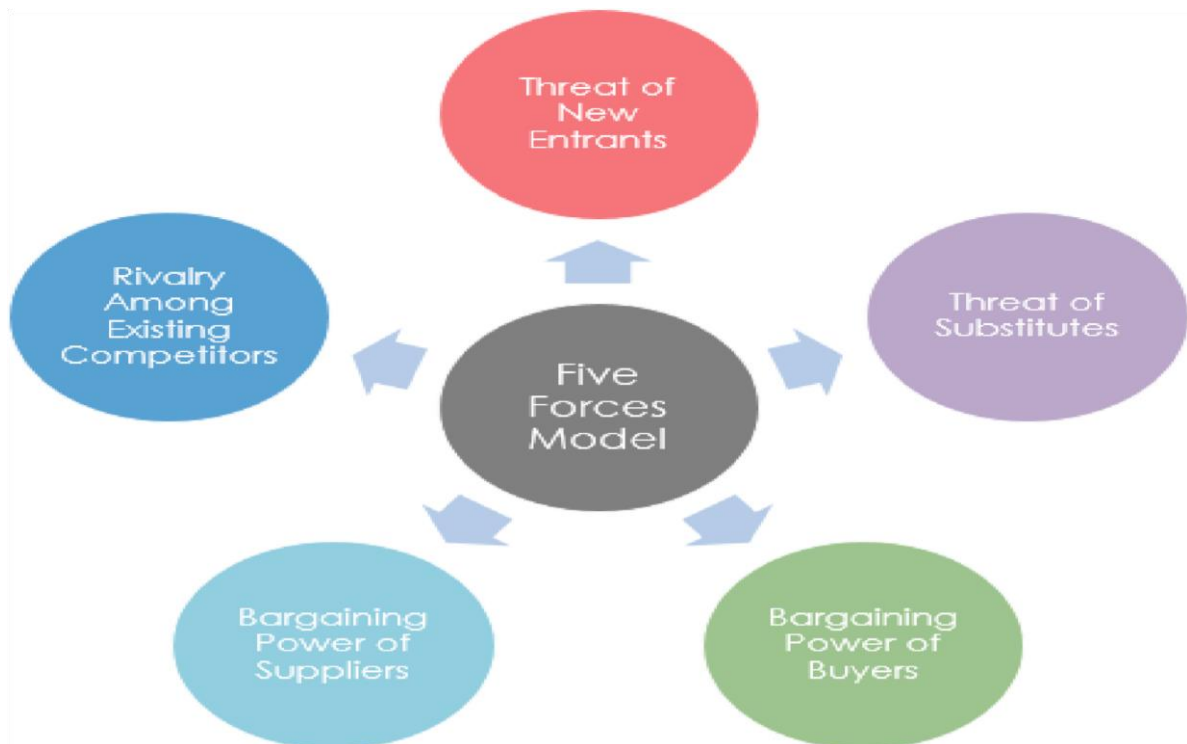 Threat of
New
Entrants
Rivalry
Among
Existing
Competitors
Threat of
Substitutes
Five
Forces
Model
Bargaining
Power of
Suppliers
Bargaining
Power of
Buyers